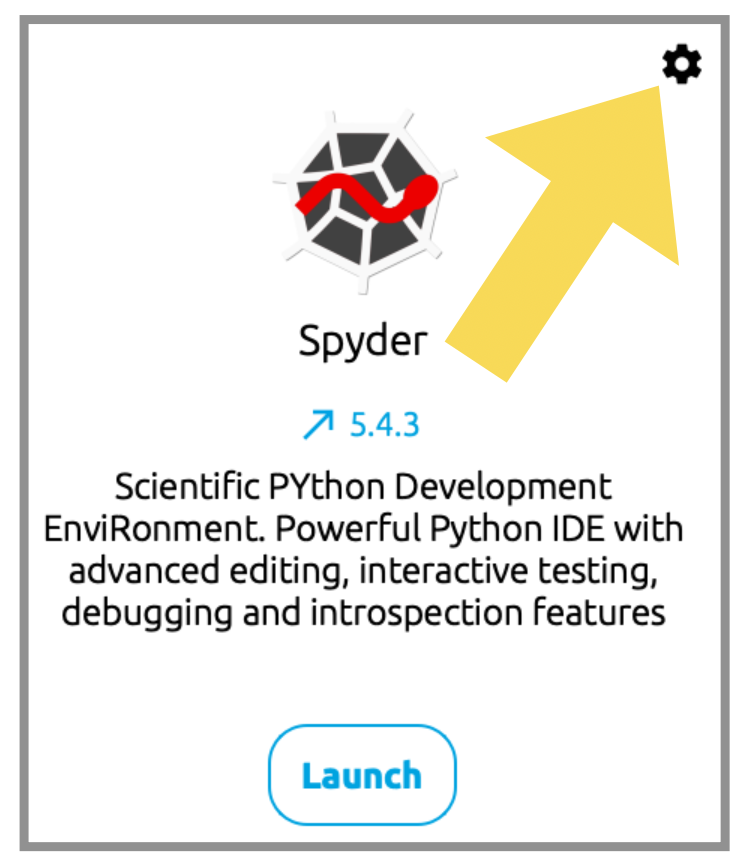 Spyder
5.4.3
Scientific PYthon Development
EnviRonment. Powerful Python IDE with
advanced editing, interactive testing,
debugging and introspection features
Launch